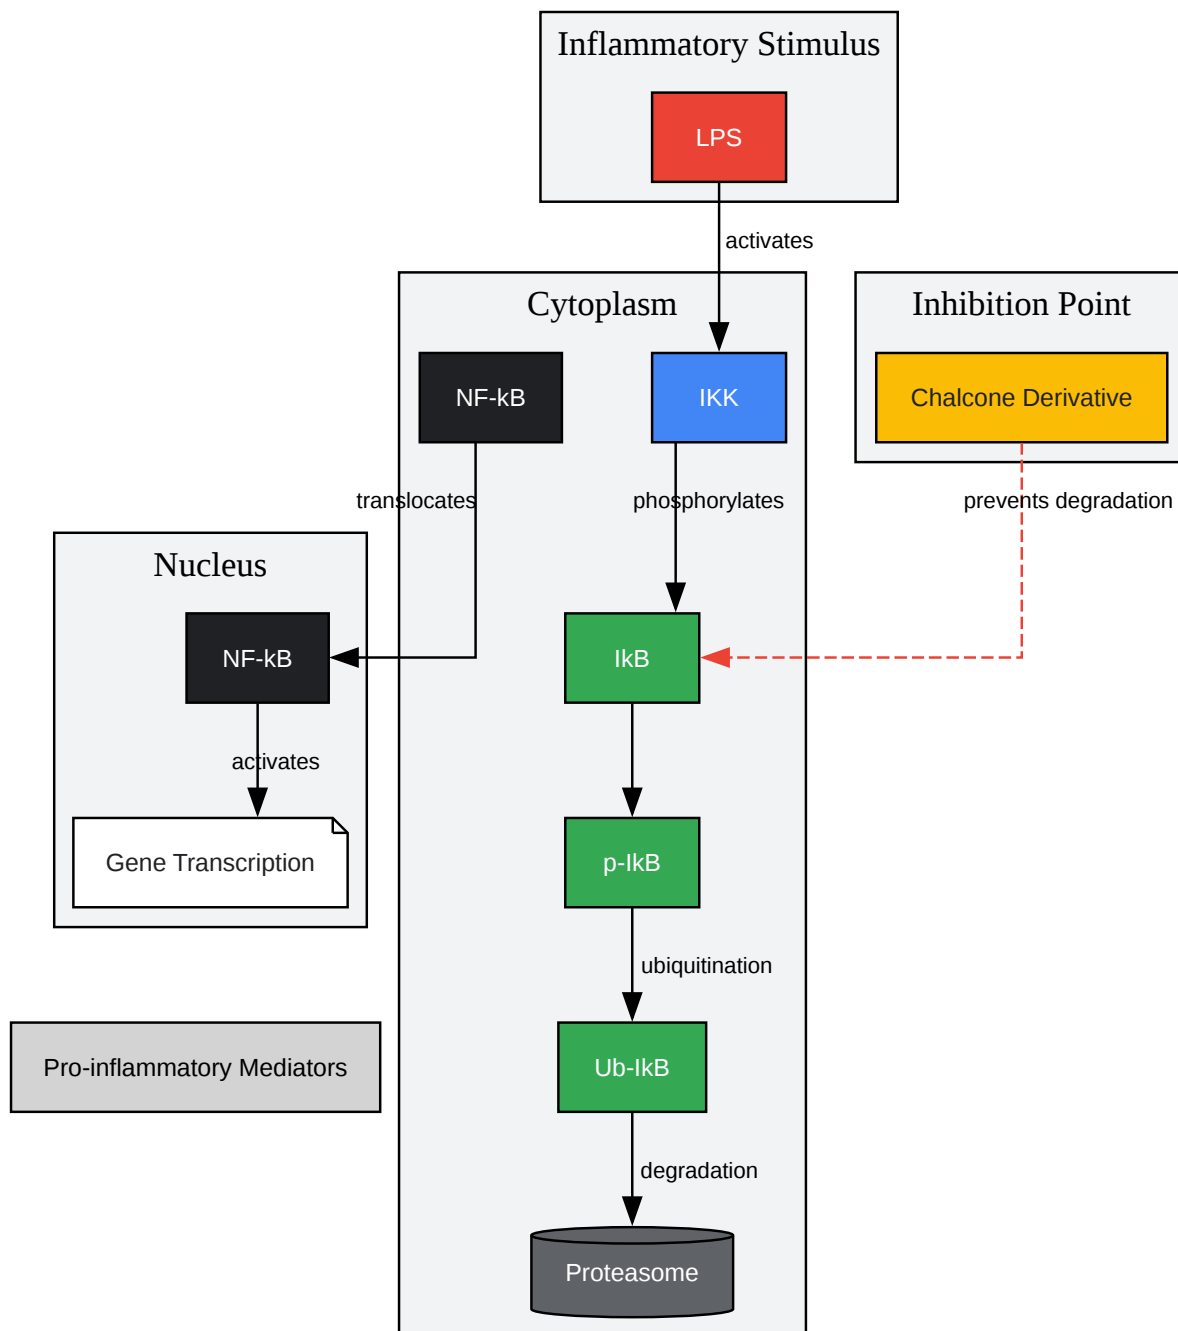 Inflammatory Stimulus
LPS
activates
Cytoplasm
Inhibition Point
NF-kB
IKK
Chalcone Derivative
translocates
phosphorylates
prevents degradation
Nucleus
NF-kB
IkB
activates
Gene Transcription
p-IkB
ubiquitination
Pro-inflammatory Mediators
Ub-IkB
degradation
Proteasome